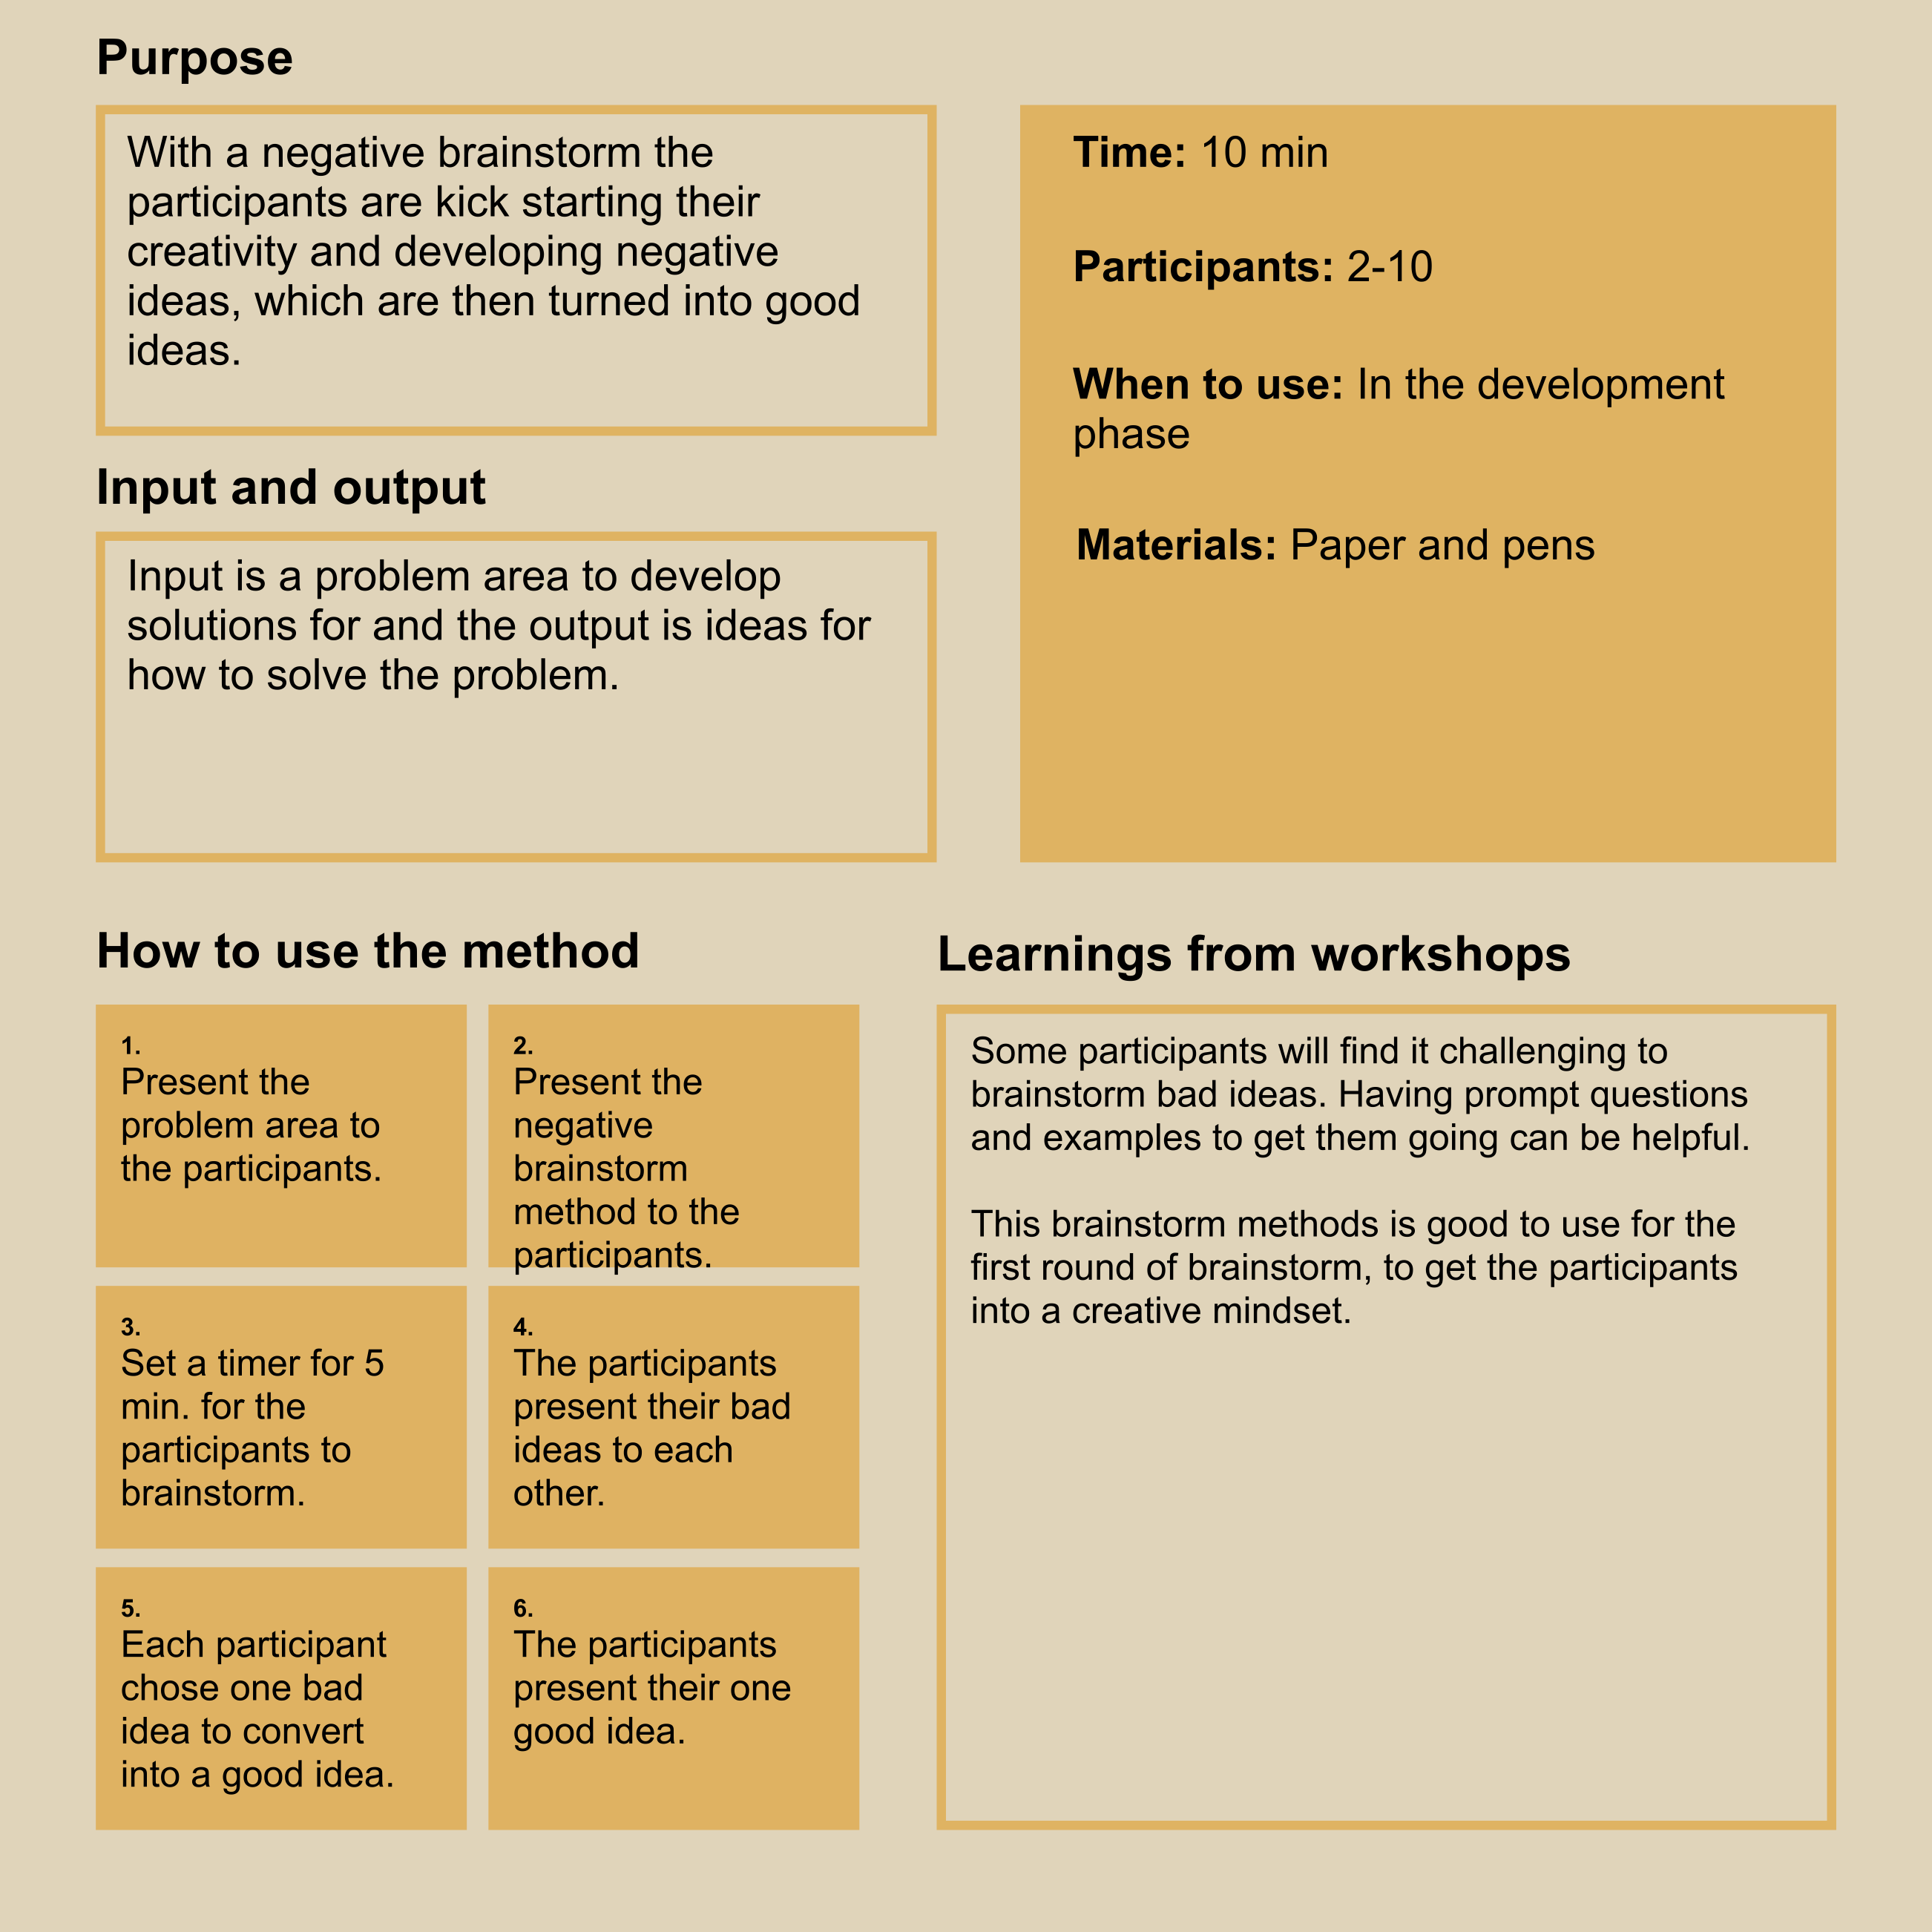 Purpose
With a negative brainstorm the
participants are kick starting their
creativity and developing negative
ideas, which are then turned into good
ideas.
Time: 10 min
Participants: 2-10
When to use: In the development
phase
Materials: Paper and pens
Input and output
Input is a problem area to develop
solutions for and the output is ideas for
how to solve the problem.
How to use the method
1.
Present the
problem area to
the participants.
2.
Present the
negative
brainstorm
method to the
participants.
3.
Set a timer for 5
min. for the
participants to
brainstorm.
4.
The participants
present their bad
ideas to each
other.
5.
Each participant
chose one bad
idea to convert
into a good idea.
6.
The participants
present their one
good idea.
Learnings from workshops
Some participants will find it challenging to
brainstorm bad ideas. Having prompt questions
and examples to get them going can be helpful.
This brainstorm methods is good to use for the
first round of brainstorm, to get the participants
into a creative mindset.